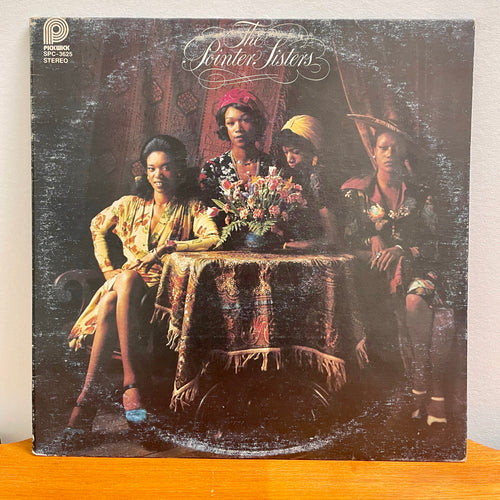 PICKWICK
SPC-3625
STEREO
The
Pointer Sisters